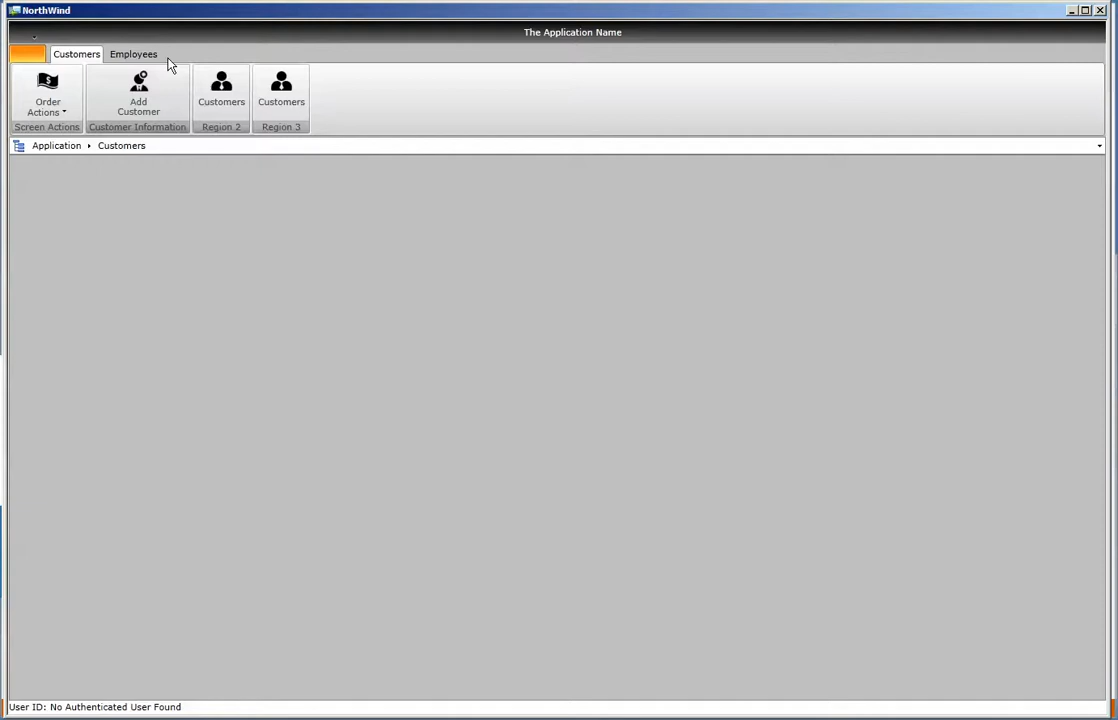 NorthWind
The Application Name
Customers Employees
Order Actions
Add Customer
Customers
Customers
Screen Actions
Customer Information
Region 2
Region 3
Application Customers
User ID: No Authenticated User Found